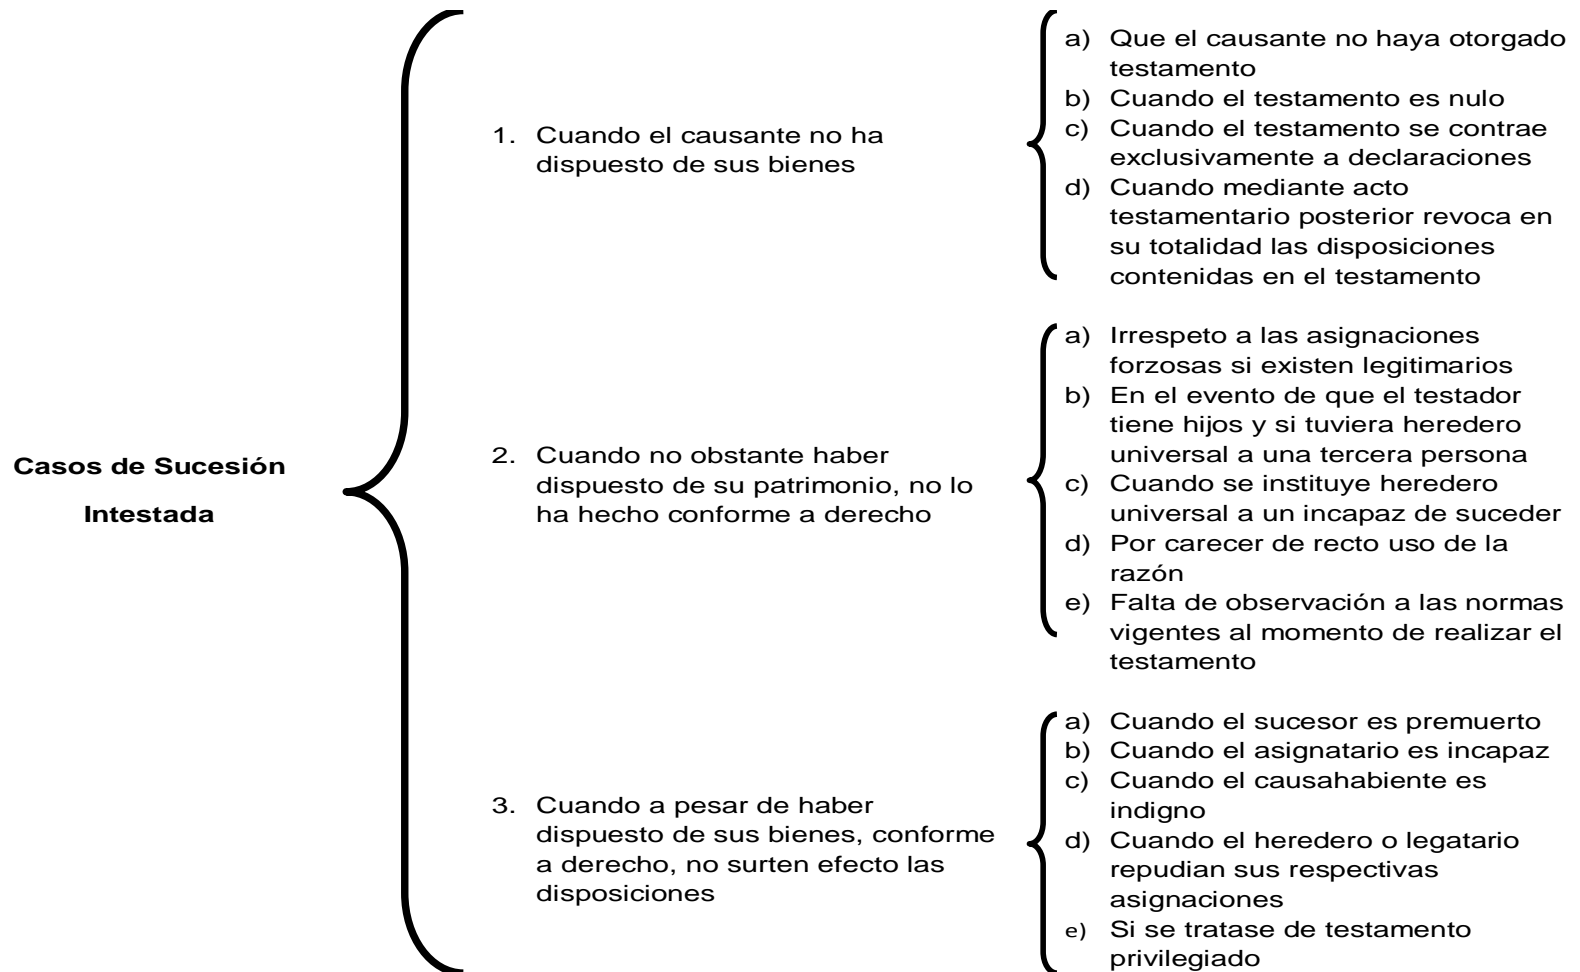 Casos de Sucesión
Intestada
1. Cuando el causante no ha
dispuesto de sus bienes
a) Que el causante no haya otorgado
testamento
b) Cuando el testamento es nulo
c) Cuando el testamento se contrae
exclusivamente a declaraciones
d) Cuando mediante acto
testamentario posterior revoca en
su totalidad las disposiciones
contenidas en el testamento
2. Cuando no obstante haber
dispuesto de su patrimonio, no lo
ha hecho conforme a derecho
a) Irrespeto a las asignaciones
forzosas si existen legitimarios
b) En el evento de que el testador
tiene hijos y si tuviera heredero
universal a una tercera persona
c) Cuando se instituye heredero
universal a un incapaz de suceder
d) Por carecer de recto uso de la
razón
e) Falta de observación a las normas
vigentes al momento de realizar el
testamento
3. Cuando a pesar de haber
dispuesto de sus bienes, conforme
a derecho, no surten efecto las
disposiciones
a) Cuando el sucesor es premuerto
b) Cuando el asignatario es incapaz
c) Cuando el causahabiente es
indigno
d) Cuando el heredero o legatario
repudian sus respectivas
asignaciones
e) Si se tratase de testamento
privilegiado